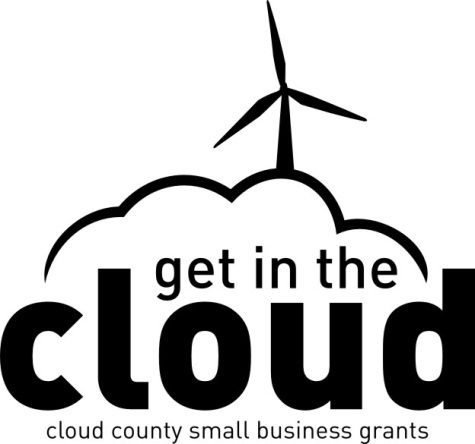 get in the
cloud
cloud county small business grants